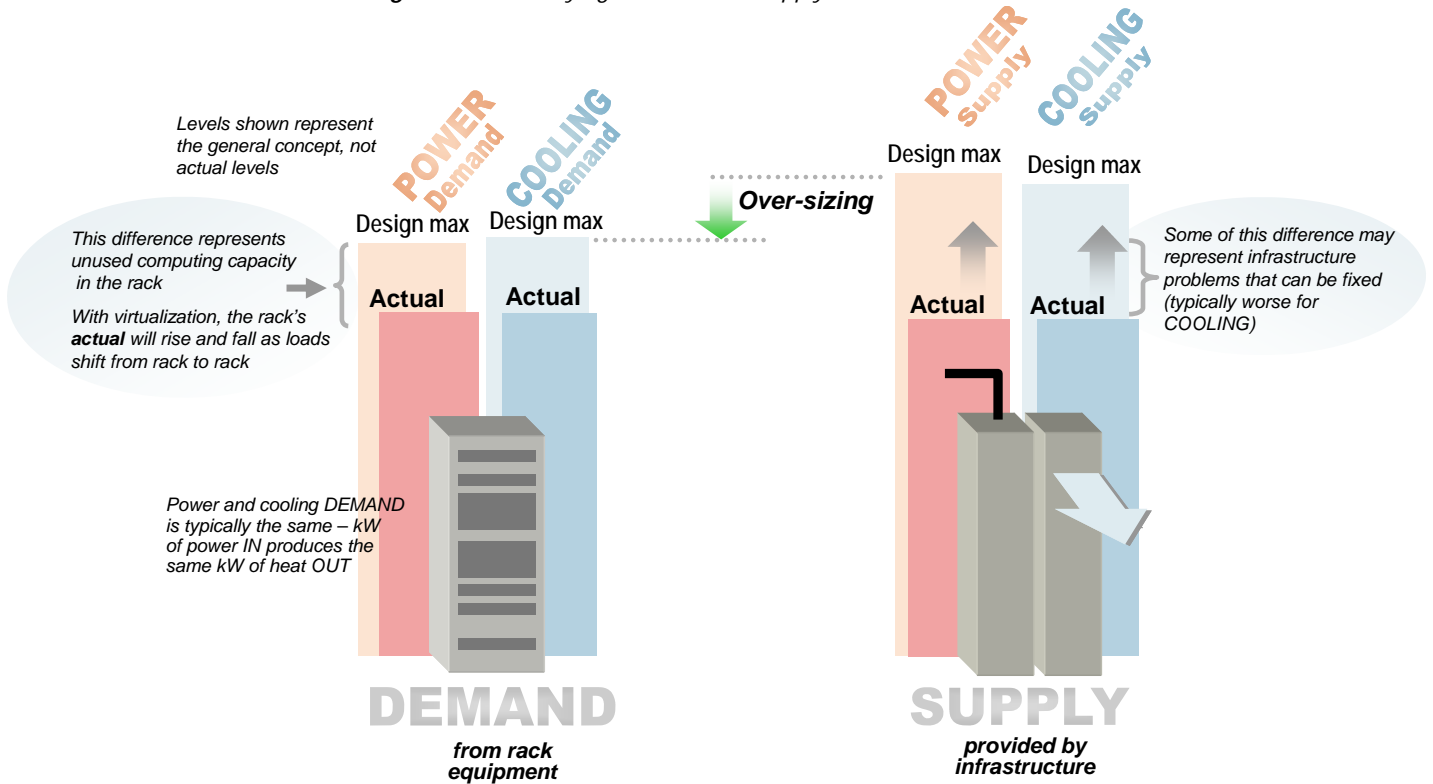 POWER
Demand
COOLING
Demand
POWER
Supply
COOLING
Supply
Levels shown represent
the general concept, not
actual levels
Design max
Design max
Design max
Design max
Over-sizing
This difference represents
unused computing capacity
in the rack
With virtualization, the rack’s
actual will rise and fall as loads
shift from rack to rack
Actual
Actual
Actual
Actual
Some of this difference may
represent infrastructure
problems that can be fixed
(typically worse for
COOLING)
Power and cooling DEMAND
is typically the same – kW
of power IN produces the
same kW of heat OUT
DEMAND
from rack
equipment
SUPPLY
provided by
infrastructure